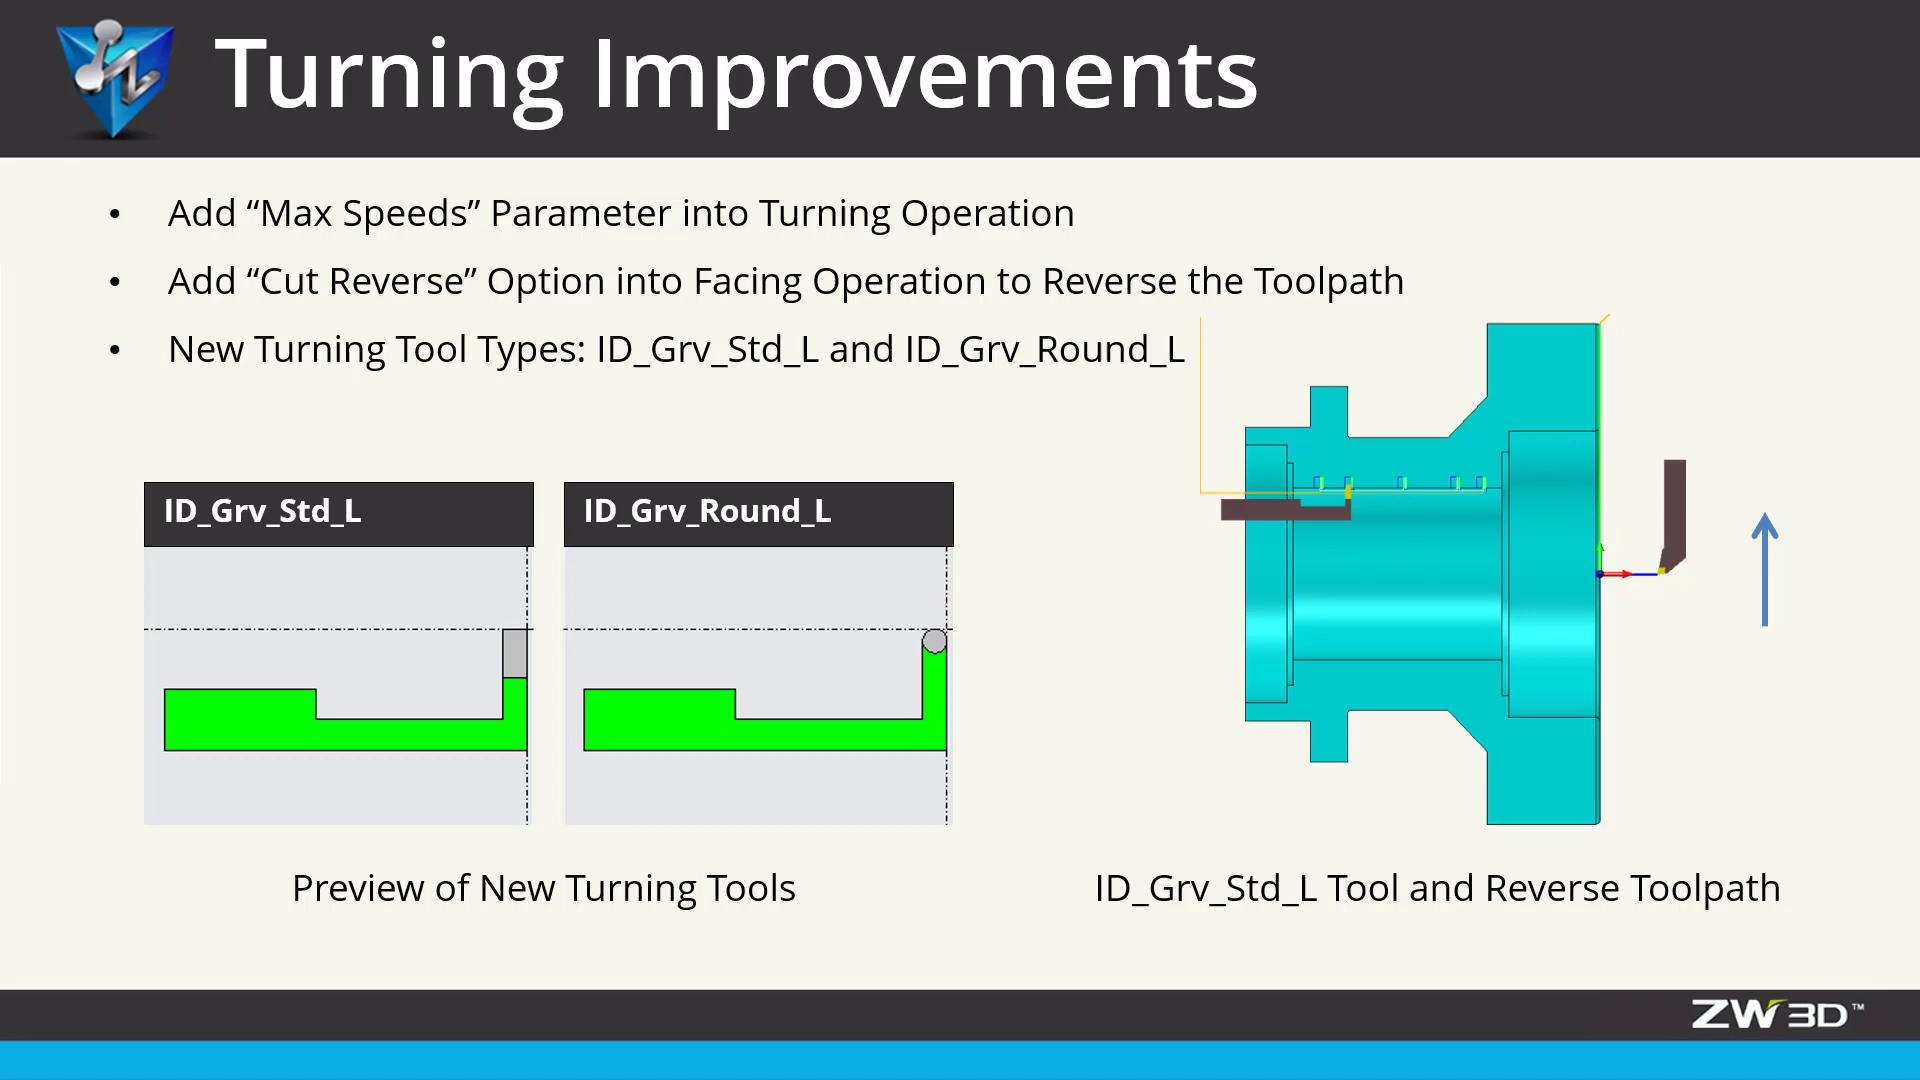 Turning Improvements
• Add “Max Speeds” Parameter into Turning Operation
• Add “Cut Reverse” Option into Facing Operation to Reverse the Toolpath
• New Turning Tool Types: ID_Grv_Std_L and ID_Grv_Round_L
ID_Grv_Std_L
ID_Grv_Round_L
Preview of New Turning Tools
ID_Grv_Std_L Tool and Reverse Toolpath
ZW3D™